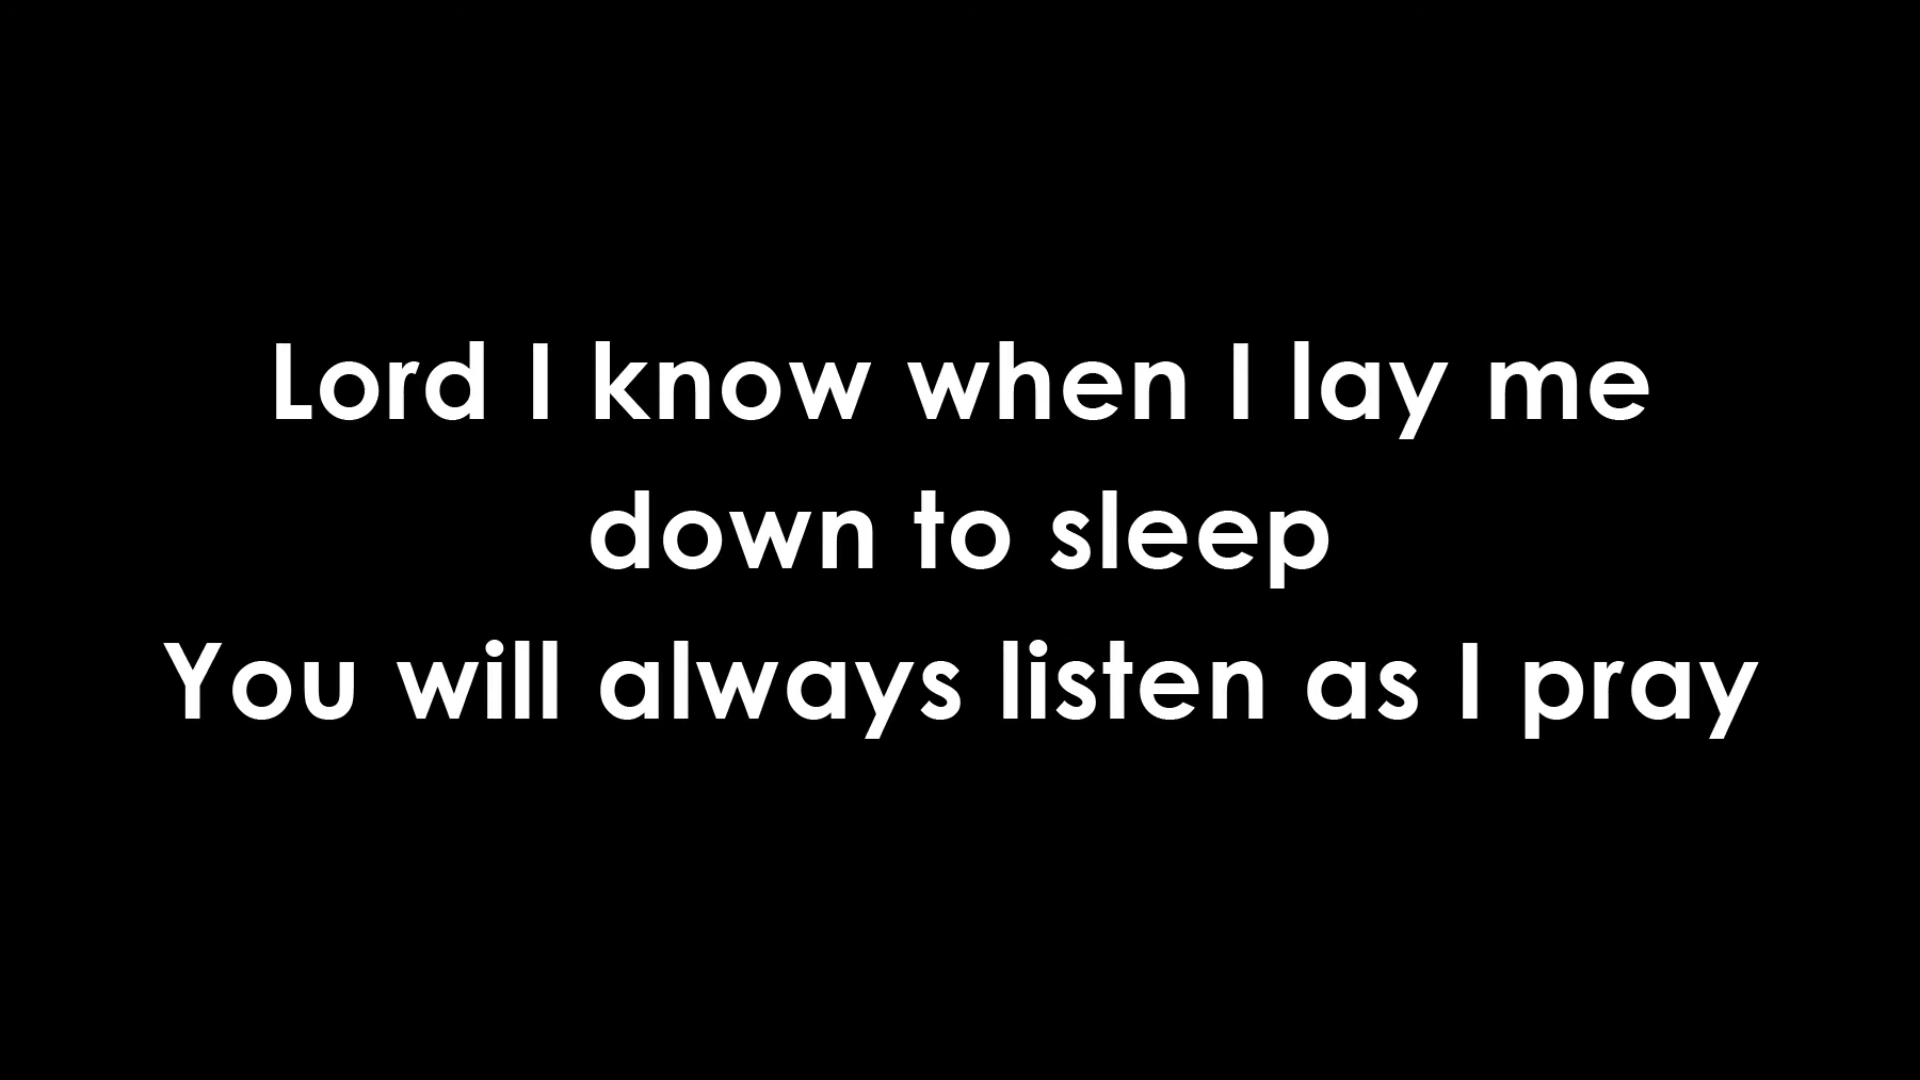 Lord I know when I lay me
down to sleep
You will always listen as I pray